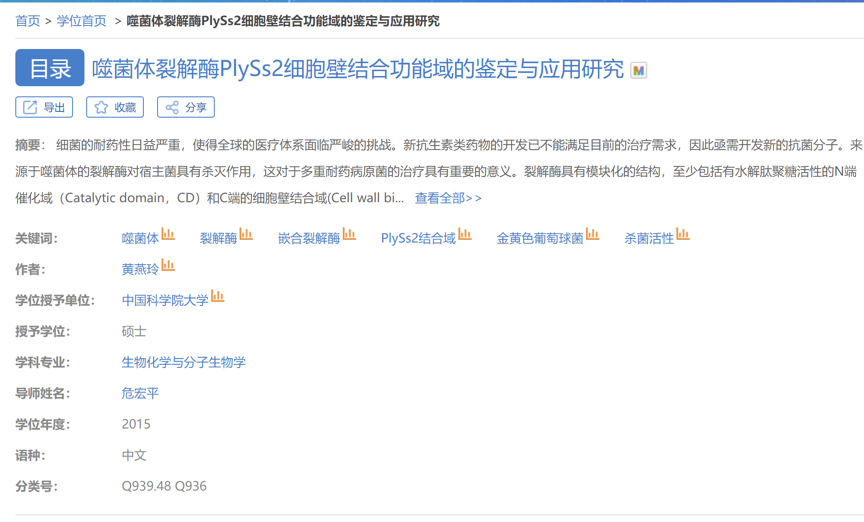 首页 > 学位首页 > 噬菌体裂解酶PlySs2细胞壁结合功能域的鉴定与应用研究
目录 噬菌体裂解酶PlySs2细胞壁结合功能域的鉴定与应用研究 M
导出 收藏 分享
摘要： 细菌的耐药性日益严重，使得全球的医疗体系面临严峻的挑战。新抗生素类药物的开发已不能满足目前的治疗需求，因此亟需开发新的抗菌分子。来
源于噬菌体的裂解酶对宿主菌具有杀灭作用，这对于多重耐药病原菌的治疗具有重要的意义。裂解酶具有模块化的结构，至少包括有水解肽聚糖活性的N端
催化域（Catalytic domain，CD）和C端的细胞壁结合域(Cell wall bi... 查看全部>>
关键词： 噬菌体 裂解酶 嵌合裂解酶 PlySs2结合域 金黄色葡萄球菌 杀菌活性
作者： 黄燕玲
学位授予单位： 中国科学院大学
授予学位： 硕士
学科专业： 生物化学与分子生物学
导师姓名： 危宏平
学位年度： 2015
语种： 中文
分类号： Q939.48 Q936